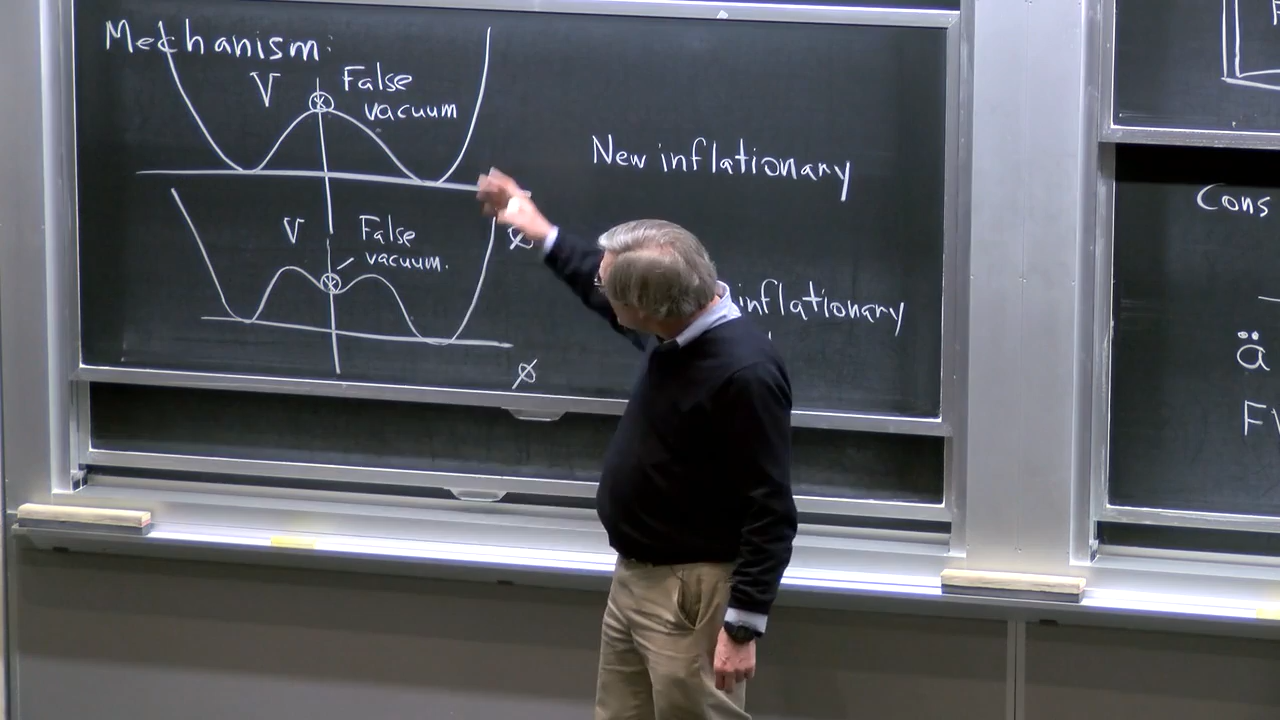 Mechanism:
V
False
vacuum
New inflationary
φ
V
False
vacuum.
inflationary
φ
Cons
ä